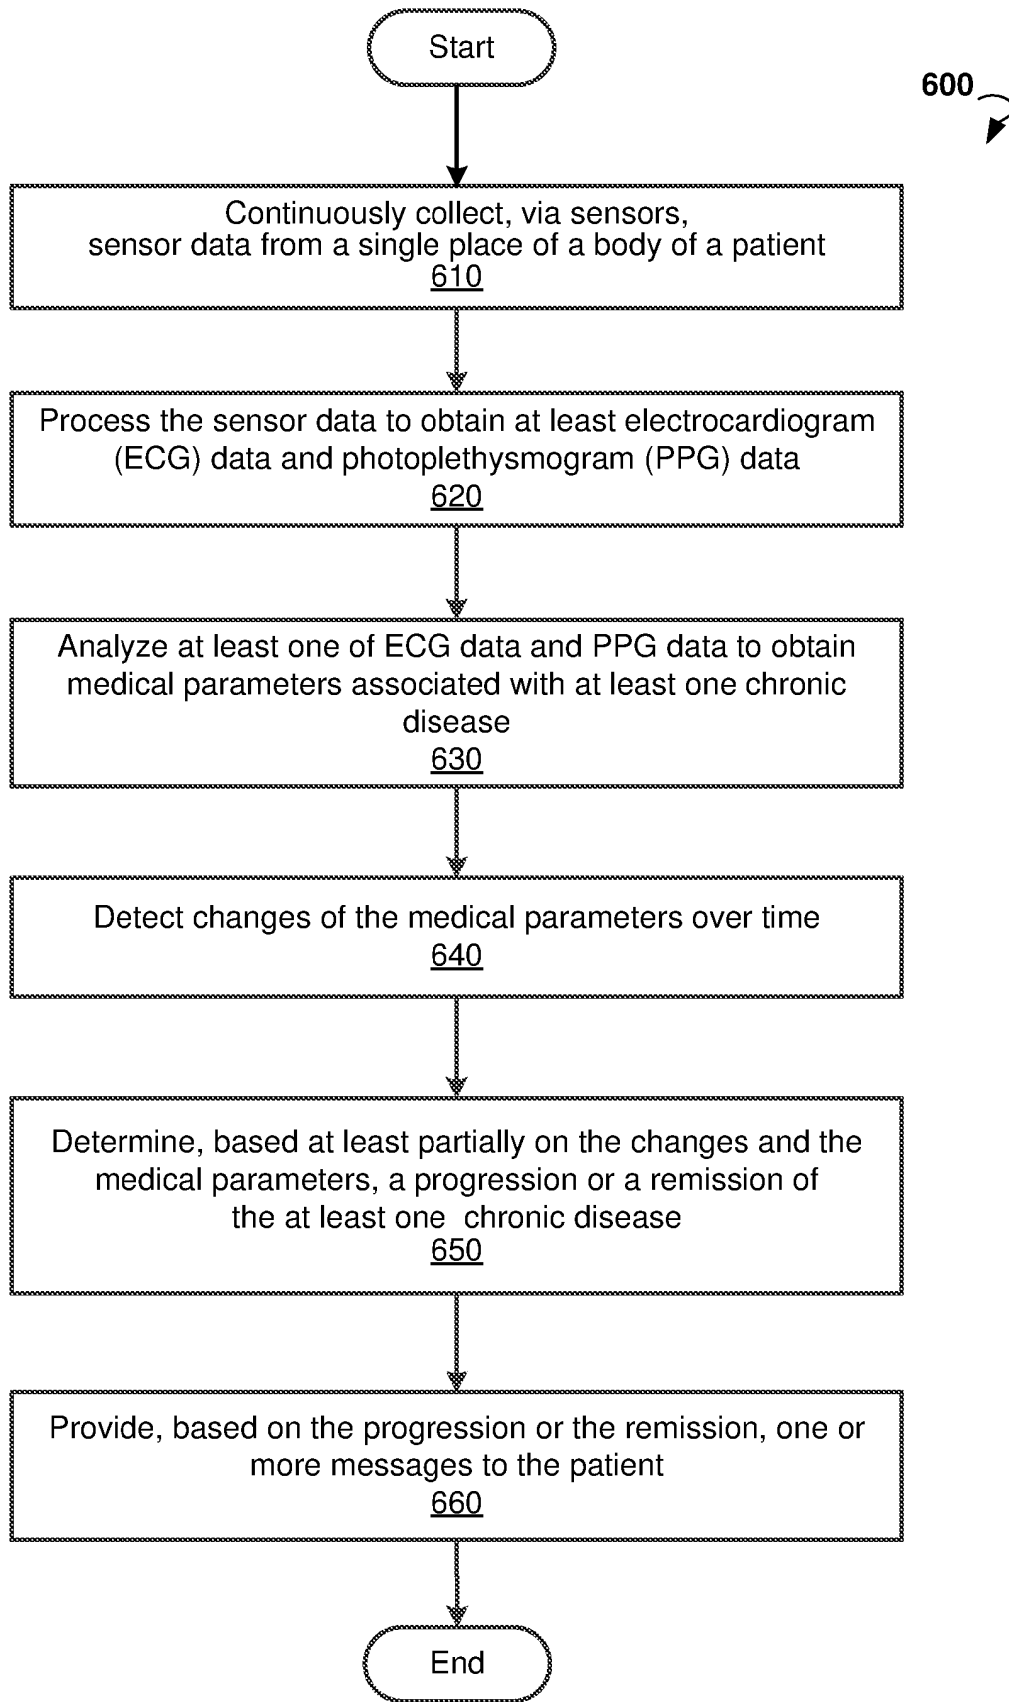 Start
600
Continuously collect, via sensors,
sensor data from a single place of a body of a patient
610
Process the sensor data to obtain at least electrocardiogram
(ECG) data and photoplethysmogram (PPG) data
620
Analyze at least one of ECG data and PPG data to obtain
medical parameters associated with at least one chronic
disease
630
Detect changes of the medical parameters over time
640
Determine, based at least partially on the changes and the
medical parameters, a progression or a remission of
the at least one  chronic disease
650
Provide, based on the progression or the remission, one or
more messages to the patient
660
End